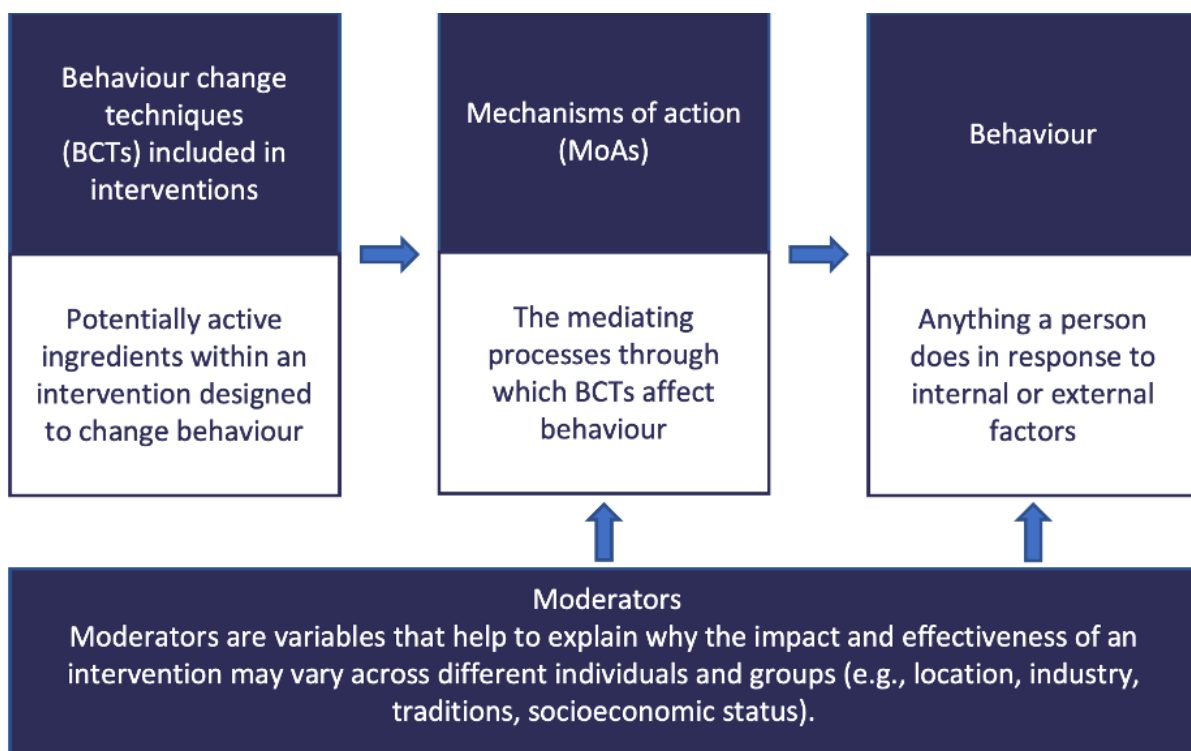 Behaviour change
techniques
(BCTs) included in
interventions
Potentially active
ingredients within an
intervention designed
to change behaviour
Mechanisms of action
(MoAs)
The mediating
processes through
which BCTs affect
behaviour
Behaviour
Anything a person
does in response to
internal or external
factors
Moderators
Moderators are variables that help to explain why the impact and effectiveness of an
intervention may vary across different individuals and groups (e.g., location, industry,
traditions, socioeconomic status).